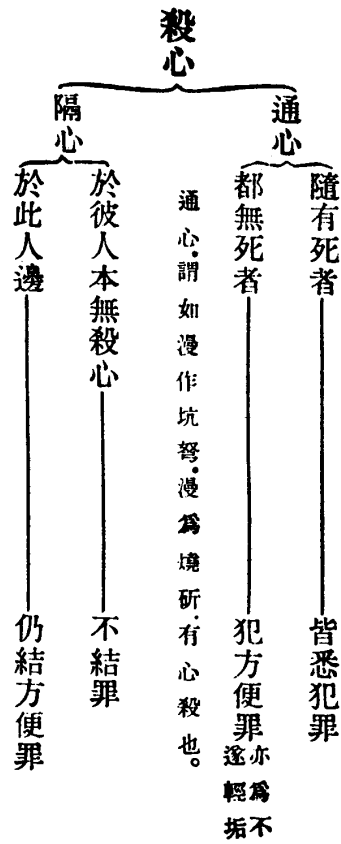 殺心
通心
隨有死者
皆悉犯罪
都無死者
犯方便罪
亦為不
遂輕垢
通心。謂如漫作坑弩。漫為燒斫。有心殺也。
隔心
於彼人本無殺心
不結罪
於此人邊
仍結方便罪